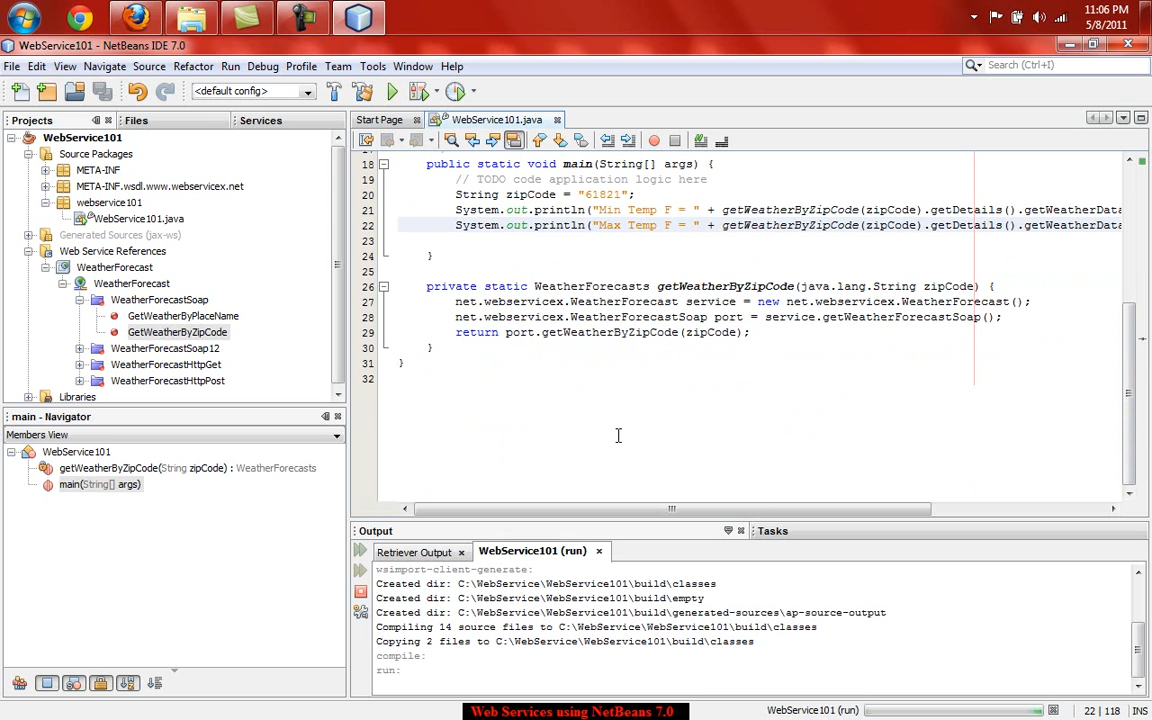 11:06 PM
5/8/2011
WebService101 - NetBeans IDE 7.0
File Edit View Navigate Source Refactor Run Debug Profile Team Tools Window Help
Search (Ctrl+I)
<default config>
Projects Files Services
Start Page WebService101.java
WebService101
Source Packages
META-INF
META-INF.wsdl.www.webservicex.net
webservice101
WebService101.java
Generated Sources (jax-ws)
Web Service References
WeatherForecast
WeatherForecast
WeatherForecastSoap
GetWeatherByPlaceName
GetWeatherByZipCode
WeatherForecastSoap12
WeatherForecastHttpGet
WeatherForecastHttpPost
Libraries
18 public static void main(String[] args) {
19 // TODO code application logic here
20 String zipCode = "61821";
21 System.out.println("Min Temp F = " + getWeatherByZipCode(zipCode).getDetails().getWeatherData
22 System.out.println("Max Temp F = " + getWeatherByZipCode(zipCode).getDetails().getWeatherData
23
24 }
25
26 private static WeatherForecasts getWeatherByZipCode(java.lang.String zipCode) {
27 net.webservicex.WeatherForecast service = new net.webservicex.WeatherForecast();
28 net.webservicex.WeatherForecastSoap port = service.getWeatherForecastSoap();
29 return port.getWeatherByZipCode(zipCode);
30 }
31 }
32
main - Navigator
Members View
WebService101
getWeatherByZipCode(String zipCode) : WeatherForecasts
main(String[] args)
Output Tasks
Retriever Output WebService101 (run)
wsimport-client-generate:
Created dir: C:\WebService\WebService101\build\classes
Created dir: C:\WebService\WebService101\build\empty
Created dir: C:\WebService\WebService101\build\generated-sources\ap-source-output
Compiling 14 source files to C:\WebService\WebService101\build\classes
Copying 2 files to C:\WebService\WebService101\build\classes
compile:
run:
Web Services using NetBeans 7.0
WebService101 (run) 22 | 118 INS